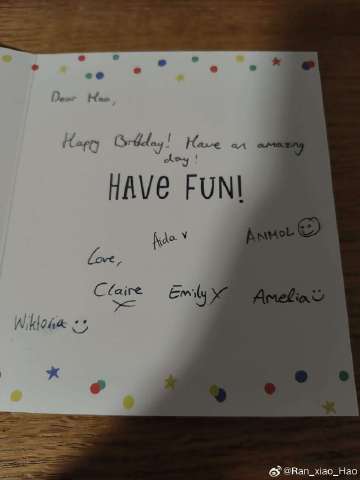 Dear Hao,
Happy Birthday! Have an amazing
day!
HAVE FUN!
Aida
ANMOL
Love,
Claire
Emily
Amelia
Wiktoria
@Ran_xiao_Hao